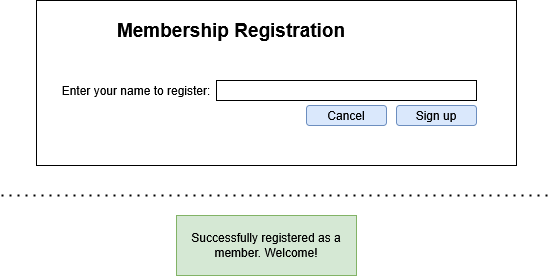 Membership Registration
Enter your name to register:
Cancel Sign up
Successfully registered as a
member. Welcome!